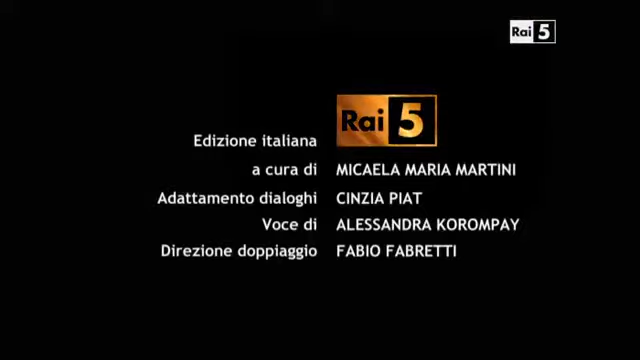 Rai 5
Edizione italiana Rai 5
a cura di MICAELA MARIA MARTINI
Adattamento dialoghi CINZIA PIAT
Voce di ALESSANDRA KOROMPAY
Direzione doppiaggio FABIO FABRETTI